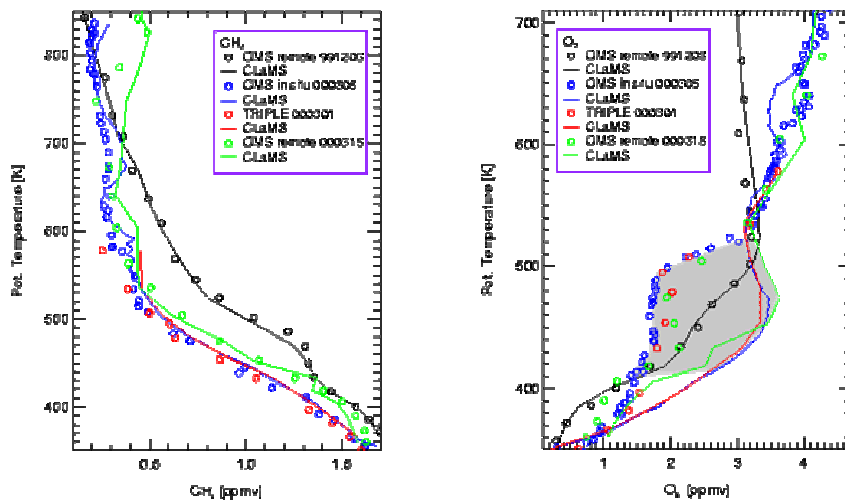 CH₄
OMS remote 991203
CLaMS
OMS in situ 000305
CLaMS
TRIPLE 000301
CLaMS
OMS remote 000315
CLaMS
800
700
600
500
400
Pot. Temperature [K]
0.5
1.0
1.5
CH₄ [ppmv]
O₃
OMS remote 991203
CLaMS
OMS in situ 000305
CLaMS
TRIPLE 000301
CLaMS
OMS remote 000315
CLaMS
700
600
500
400
Pot. Temperature [K]
1
2
3
4
O₃ [ppmv]